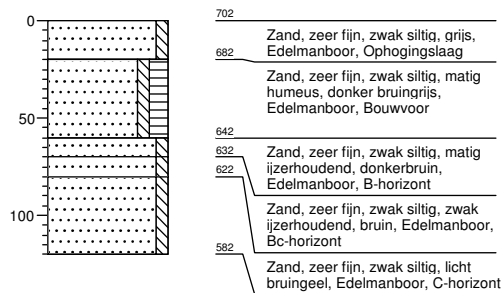 0
50
100
702
Zand, zeer fijn, zwak siltig, grijs,
Edelmanboor, Ophogingslaag
682
Zand, zeer fijn, zwak siltig, matig
humeus, donker bruingrijs,
Edelmanboor, Bouwvoor
642
Zand, zeer fijn, zwak siltig, matig
ijzerhoudend, donkerbruin,
Edelmanboor, B-horizont
632
Zand, zeer fijn, zwak siltig, zwak
ijzerhoudend, bruin, Edelmanboor,
Bc-horizont
622
Zand, zeer fijn, zwak siltig, licht
bruingeel, Edelmanboor, C-horizont
582